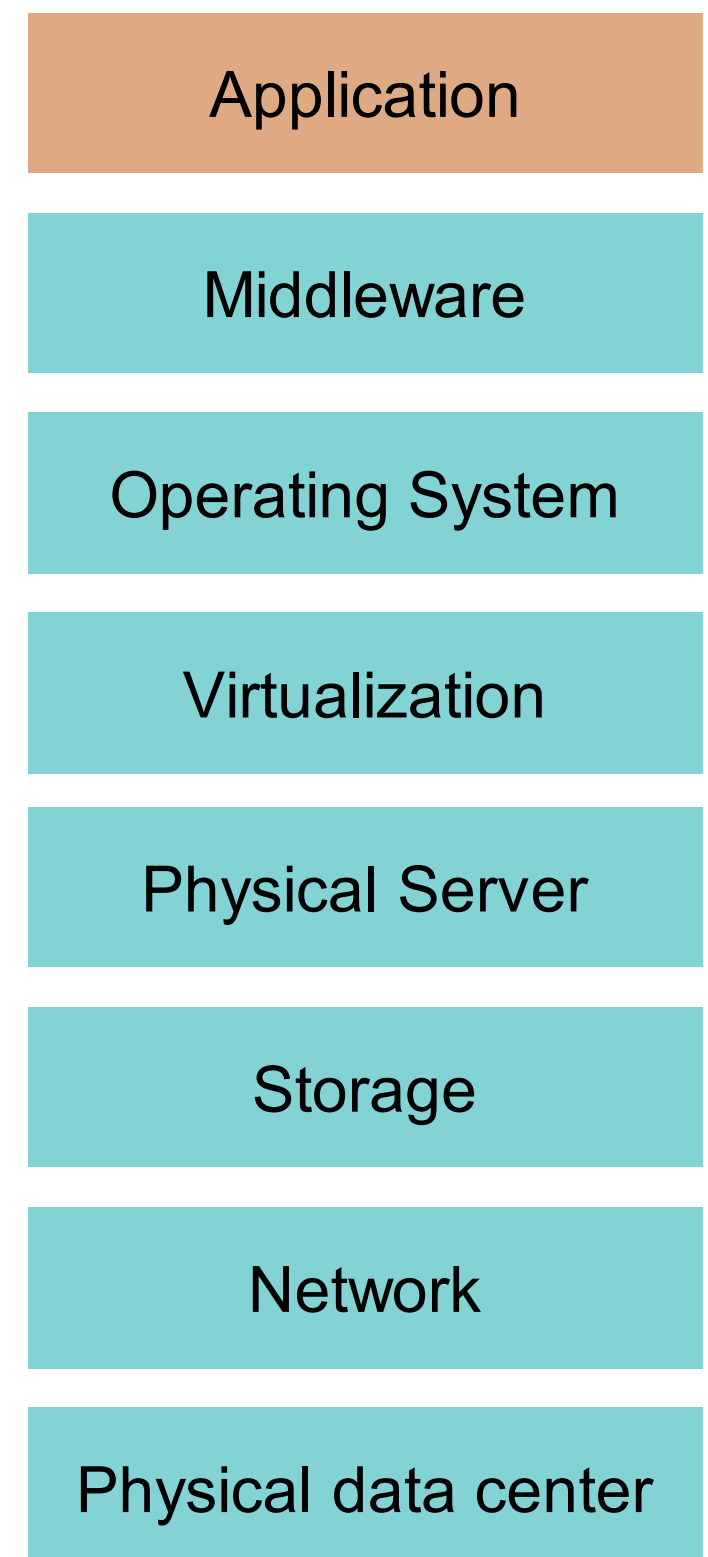 Application
Middleware
Operating System
Virtualization
Physical Server
Storage
Network
Physical data center